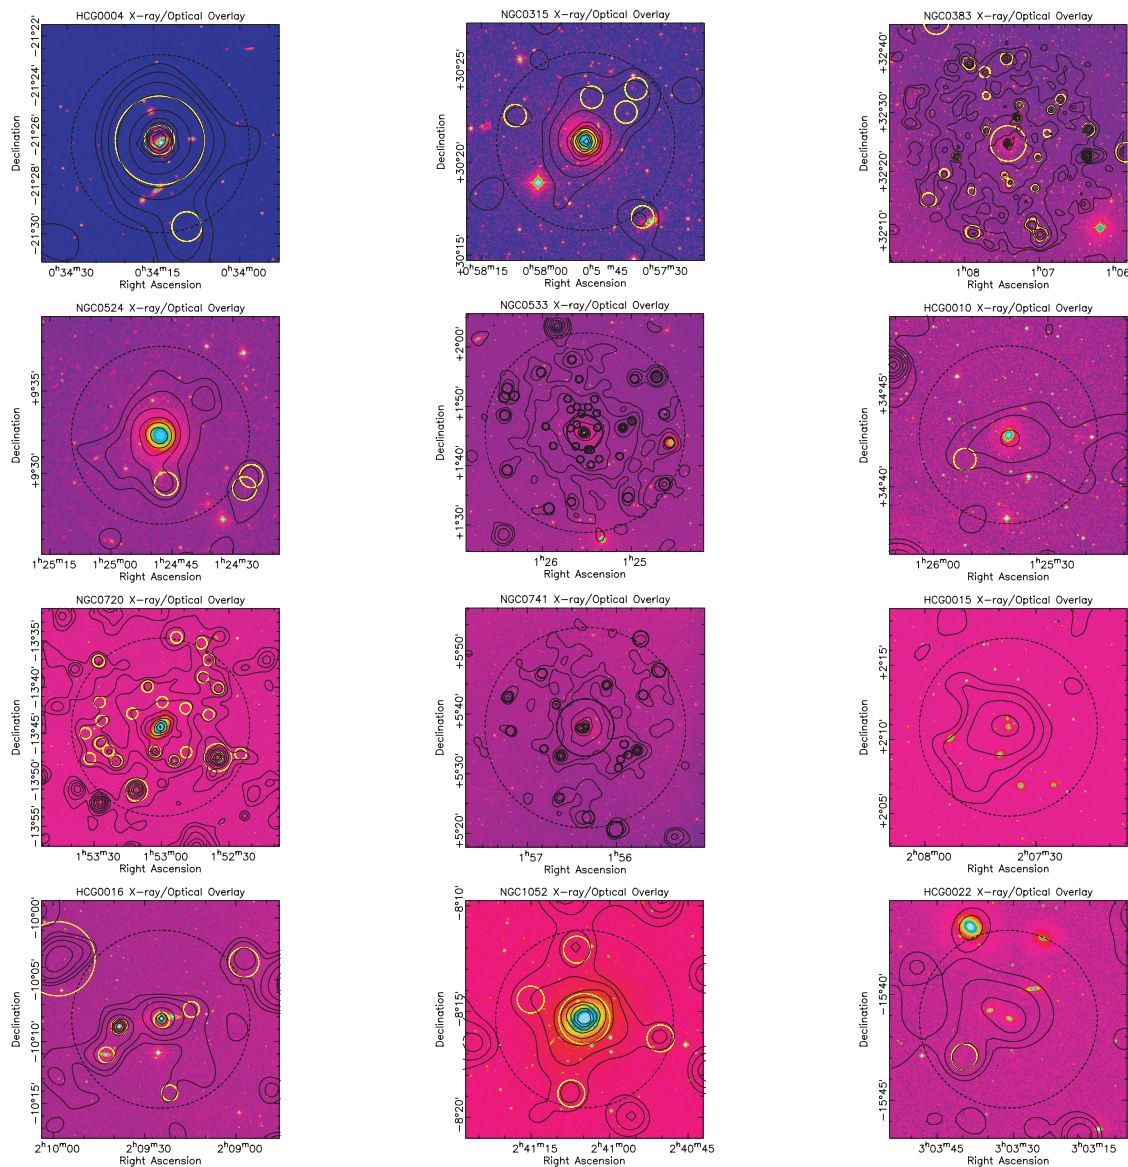 HCG0004 X-ray/Optical Overlay
Declination
-21°22'
-21°24'
-21°26'
-21°28'
-21°30'
0h34m30 0h34m15 0h34m00
Right Ascension
NGC0315 X-ray/Optical Overlay
Declination
+30°25'
+30°20'
+30°15'
+0h58m15 0h58m00 0h5 m45 0h57m30
Right Ascension
NGC0383 X-ray/Optical Overlay
Declination
+32°40'
+32°30'
+32°20'
+32°10'
1h08 1h07 1h06
Right Ascension
NGC0524 X-ray/Optical Overlay
Declination
+9°35'
+9°30'
1h25m15 1h25m00 1h24m45 1h24m30
Right Ascension
NGC0533 X-ray/Optical Overlay
Declination
+2°00'
+1°50'
+1°40'
+1°30'
1h26 1h25
Right Ascension
HCG0010 X-ray/Optical Overlay
Declination
+34°45'
+34°40'
1h26m00 1h25m30
Right Ascension
NGC0720 X-ray/Optical Overlay
Declination
-13°35'
-13°40'
-13°45'
-13°50'
-13°55'
1h53m30 1h53m00 1h52m30
Right Ascension
NGC0741 X-ray/Optical Overlay
Declination
+5°50'
+5°40'
+5°30'
+5°20'
1h57 1h56
Right Ascension
HCG0015 X-ray/Optical Overlay
Declination
+2°15'
+2°10'
+2°05'
2h08m00 2h07m30
Right Ascension
HCG0016 X-ray/Optical Overlay
Declination
-10°00'
-10°05'
-10°10'
-10°15'
2h10m00 2h09m30 2h09m00
Right Ascension
NGC1052 X-ray/Optical Overlay
Declination
-8°10'
-8°15'
-8°20'
2h41m15 2h41m00 2h40m45
Right Ascension
HCG0022 X-ray/Optical Overlay
Declination
-15°40'
-15°45'
3h03m45 3h03m30 3h03m15
Right Ascension